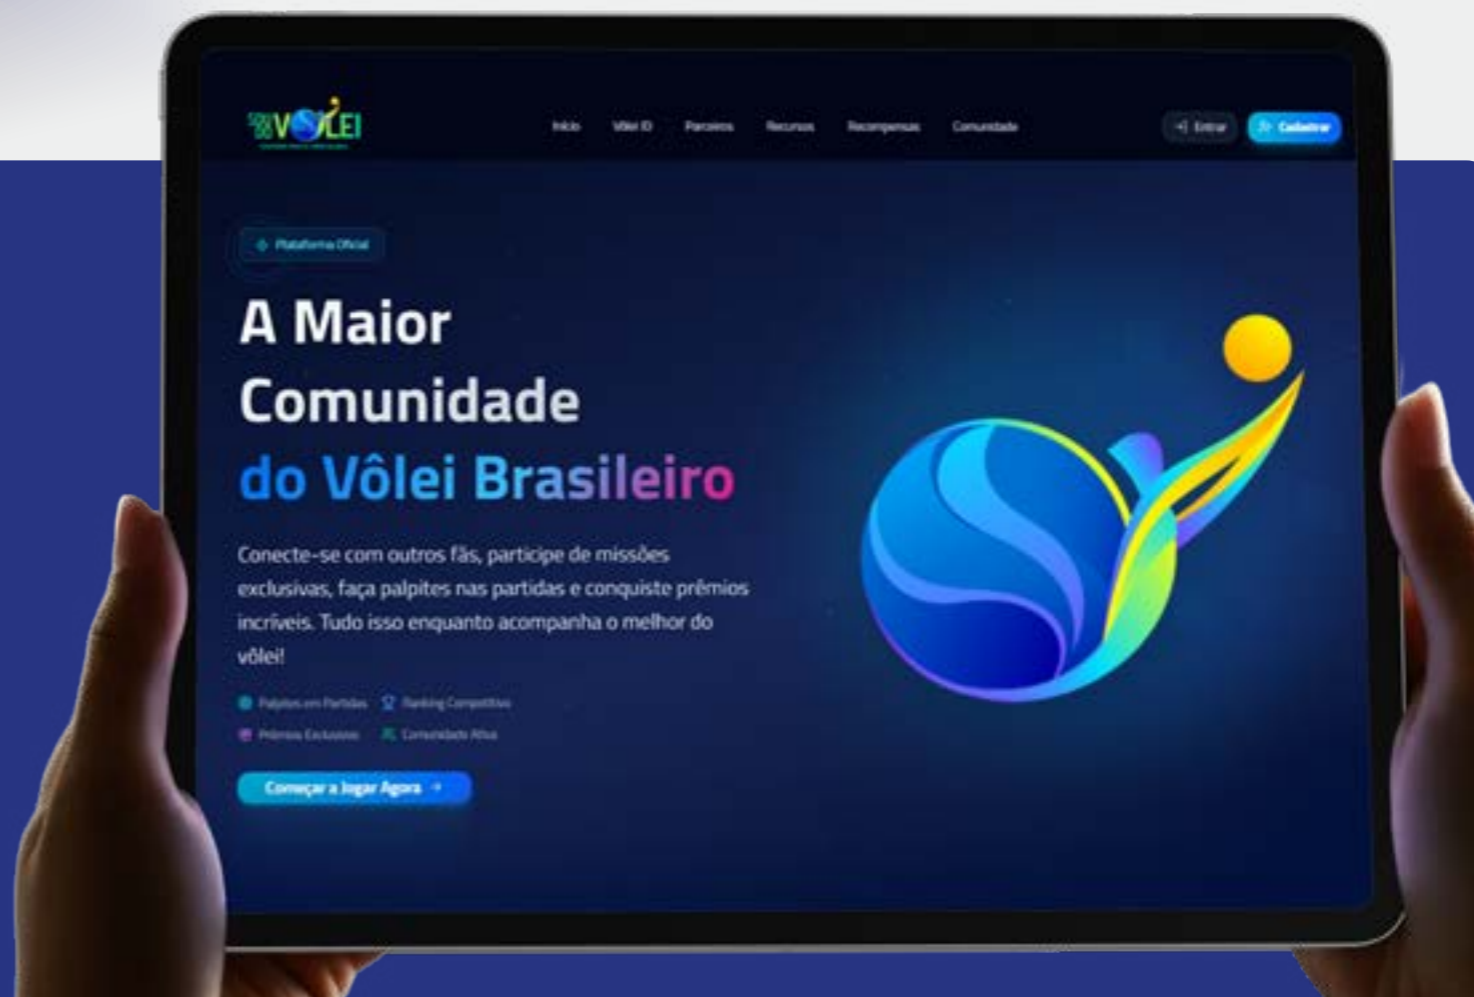 SOU
DO VÔLEI
Início Vôlei ID Parceiros Recursos Recompensas Comunidade
Entrar Cadastrar
Plataforma Oficial
A Maior
Comunidade
do Vôlei Brasileiro
Conecte-se com outros fãs, participe de missões
exclusivas, faça palpites nas partidas e conquiste prêmios
incríveis. Tudo isso enquanto acompanha o melhor do
vôlei!
Palpites em Partidas Ranking Competitivo
Prêmios Exclusivos Comunidade Ativa
Começar a Jogar Agora